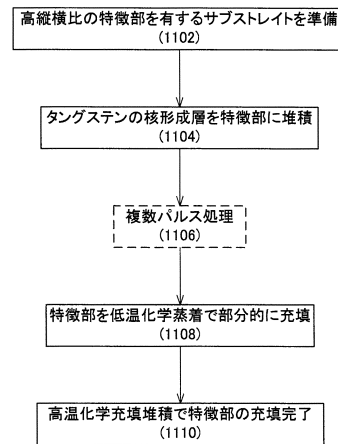 高縦横比の特徴部を有するサブストレイトを準備
(1102)
タングステンの核形成層を特徴部に堆積
(1104)
複数パルス処理
(1106)
特徴部を低温化学蒸着で部分的に充填
(1108)
高温化学充填堆積で特徴部の充填完了
(1110)